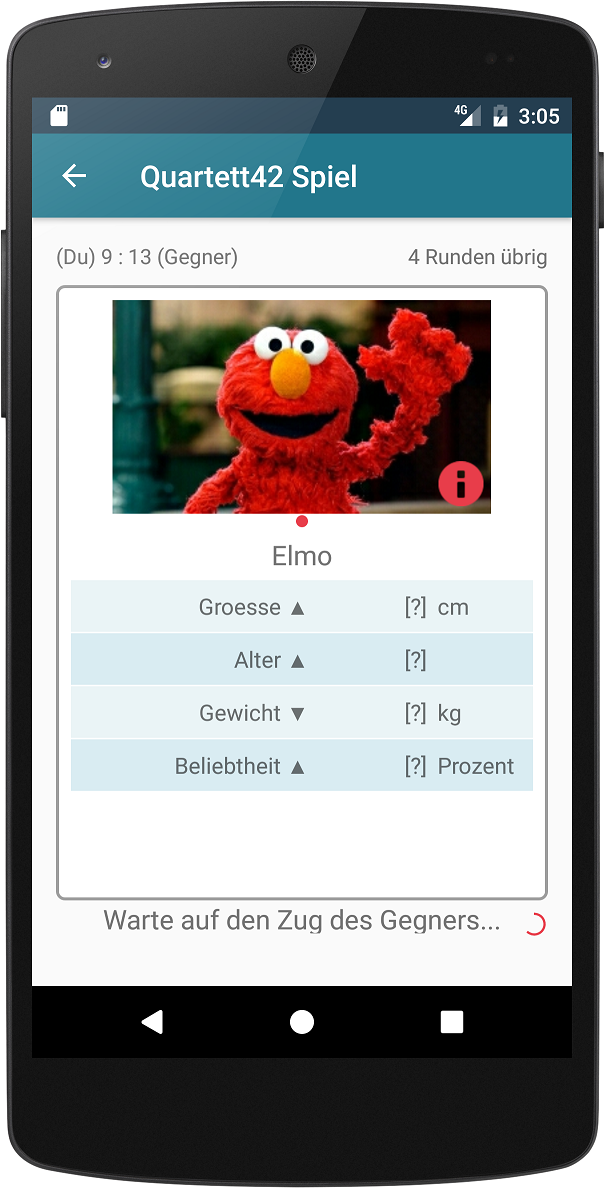 4G 3:05
Quartett42 Spiel
(Du) 9 : 13 (Gegner) 4 Runden übrig
Elmo
Groesse ▲ [?] cm
Alter ▲ [?]
Gewicht ▼ [?] kg
Beliebtheit ▲ [?] Prozent
Warte auf den Zug des Gegners...